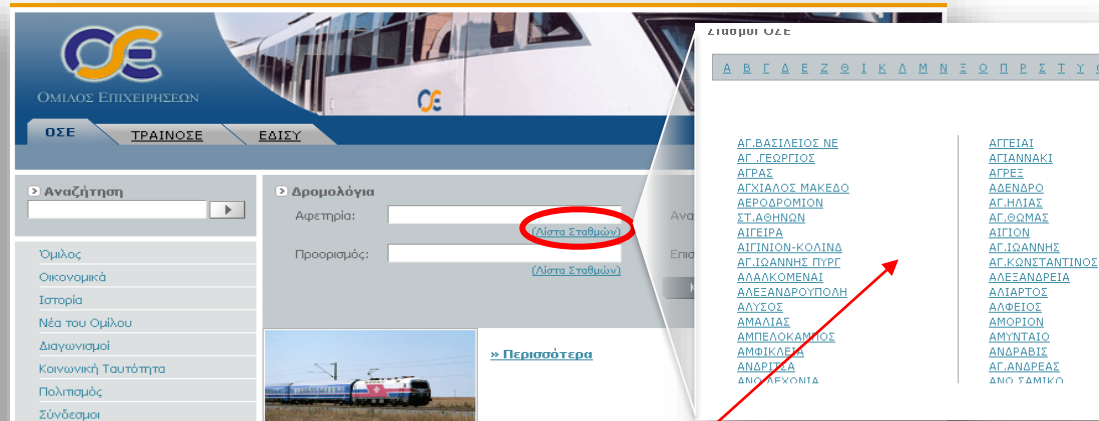 ΟΣΕ
ΟΜΙΛΟΣ ΕΠΙΧΕΙΡΗΣΕΩΝ
ΟΣΕ ΤΡΑΙΝΟΣΕ ΕΔΙΣΥ
Αναζήτηση
Όμιλος
Οικονομικά
Ιστορία
Νέα του Ομίλου
Διαγωνισμοί
Κοινωνική Ταυτότητα
Πολιτισμός
Σύνδεσμοι
Δρομολόγια
Αφετηρία:
(Λίστα Σταθμών)
Προορισμός:
(Λίστα Σταθμών)
» Περισσότερα
Σταθμοί ΟΣΕ
Α Β Γ Δ Ε Ζ Θ Ι Κ Λ Μ Ν Ξ Ο Π Ρ Σ Τ Υ
ΑΓ.ΒΑΣΙΛΕΙΟΣ ΝΕ
ΑΓ .ΓΕΩΡΓΙΟΣ
ΑΓΡΑΣ
ΑΓΧΙΑΛΟΣ ΜΑΚΕΔΟ
ΑΕΡΟΔΡΟΜΙΟΝ
ΣΤ.ΑΘΗΝΩΝ
ΑΙΓΕΙΡΑ
ΑΙΓΙΝΙΟΝ-ΚΟΛΙΝΔ
ΑΓ.ΙΩΑΝΝΗΣ ΠΥΡΓ
ΑΛΑΛΚΟΜΕΝΑΙ
ΑΛΕΞΑΝΔΡΟΥΠΟΛΗ
ΑΛΥΣΟΣ
ΑΜΑΛΙΑΣ
ΑΜΠΕΛΟΚΑΜΠΟΣ
ΑΜΦΙΚΛΕΙΑ
ΑΝΔΡΙΤΣΑ
ΑΝΩ ΛΕΧΟΝΙΑ
ΑΓΓΕΙΑΙ
ΑΓΙΑΝΝΑΚΙ
ΑΓΡΕΞ
ΑΔΕΝΔΡΟ
ΑΓ.ΗΛΙΑΣ
ΑΓ.ΘΩΜΑΣ
ΑΙΓΙΟΝ
ΑΓ.ΙΩΑΝΝΗΣ
ΑΓ.ΚΩΝΣΤΑΝΤΙΝΟΣ
ΑΛΕΞΑΝΔΡΕΙΑ
ΑΛΙΑΡΤΟΣ
ΑΛΦΕΙΟΣ
ΑΜΟΡΙΟΝ
ΑΜΥΝΤΑΙΟ
ΑΝΔΡΑΒΙΣ
ΑΓ.ΑΝΔΡΕΑΣ
ΑΝΩ ΣΑΜΙΚΟ